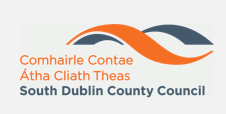 Comhairle Contae
Átha Cliath Theas
South Dublin County Council